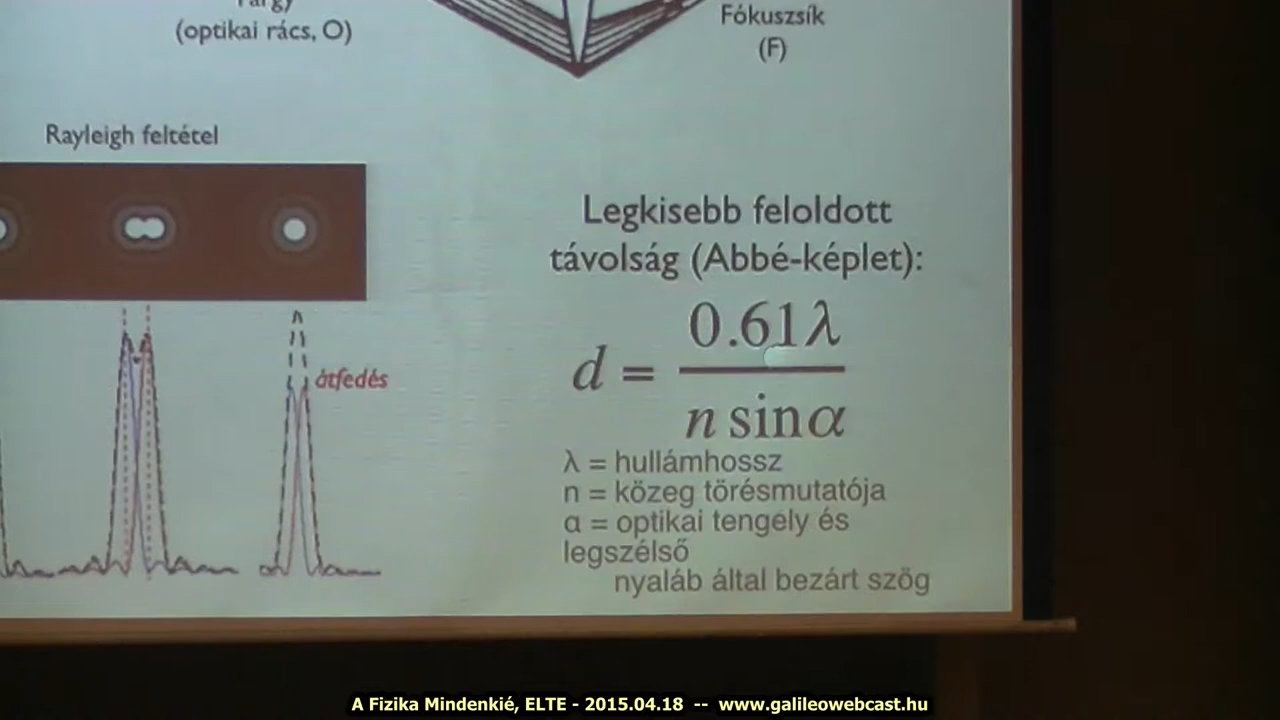 Tárgy
(optikai rács, O)
Fókuszsík
(F)
Rayleigh feltétel
átfedés
Legkisebb feloldott
távolság (Abbé-képlet):
d = 0.61λ / n sinα
λ = hullámhossz
n = közeg törésmutatója
α = optikai tengely és
legszélső
nyaláb által bezárt szög
A Fizika Mindenkié, ELTE - 2015.04.18 -- www.galileowebcast.hu